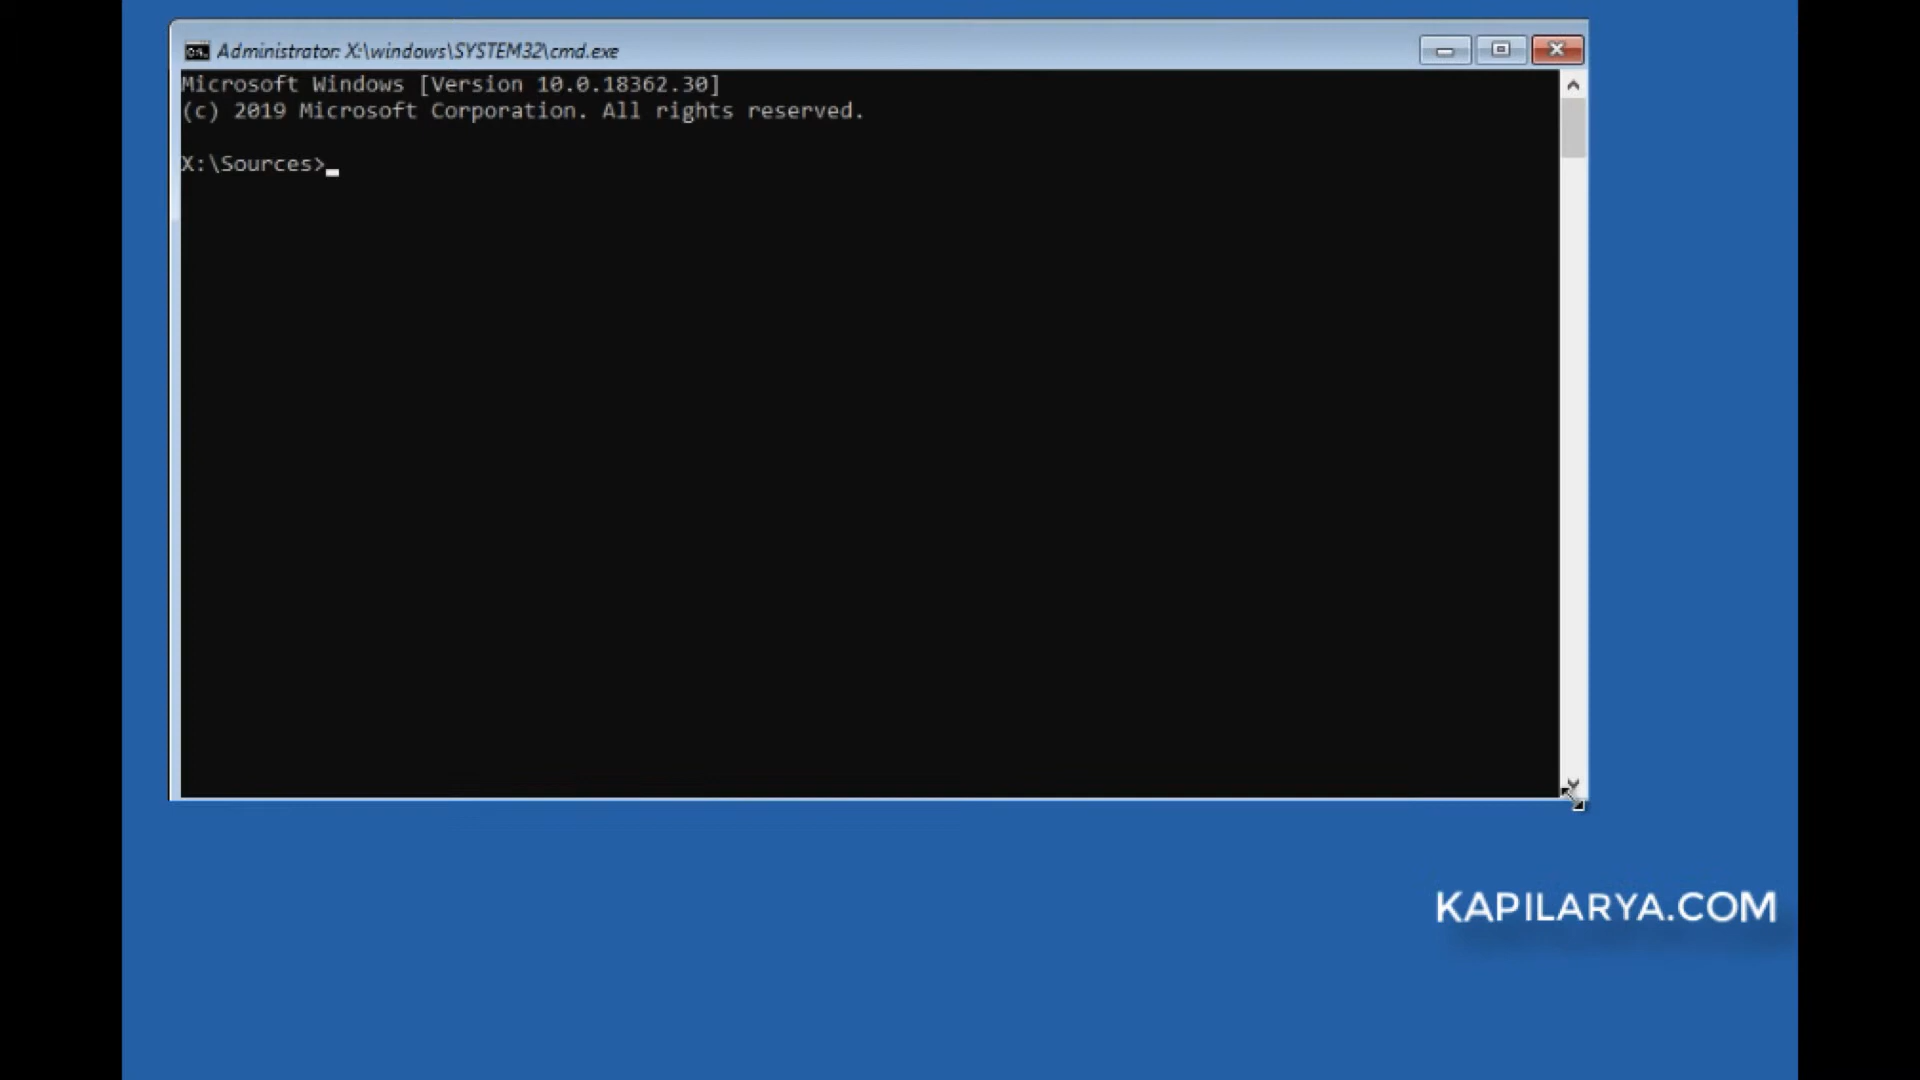 Administrator: X:\windows\SYSTEM32\cmd.exe
Microsoft Windows [Version 10.0.18362.30]
(c) 2019 Microsoft Corporation. All rights reserved.
X:\Sources>
KAPILARYA.COM